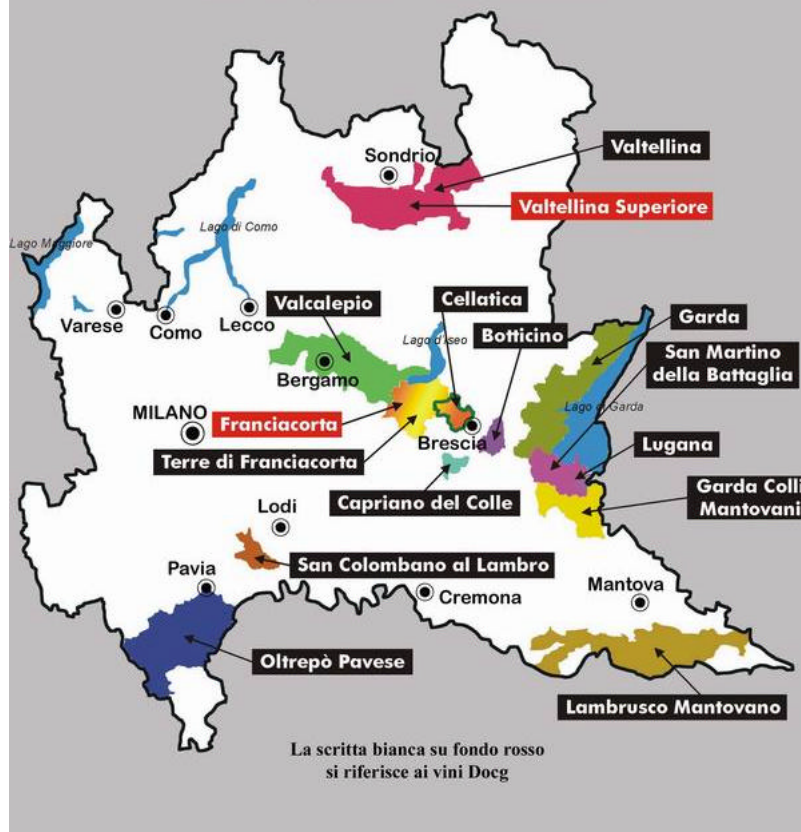 Sondrio
Valtellina
Valtellina Superiore
Lago Maggiore
Lago di Como
Varese
Como
Lecco
Valcalepio
Cellatica
Lago d'Iseo
Botticino
Garda
San Martino
della Battaglia
Bergamo
Lago di Garda
MILANO
Franciacorta
Brescia
Lugana
Terre di Franciacorta
Capriano del Colle
Garda Colli
Mantovani
Lodi
San Colombano al Lambro
Pavia
Cremona
Mantova
Oltrepò Pavese
Lambrusco Mantovano
La scritta bianca su fondo rosso
si riferisce ai vini Docg